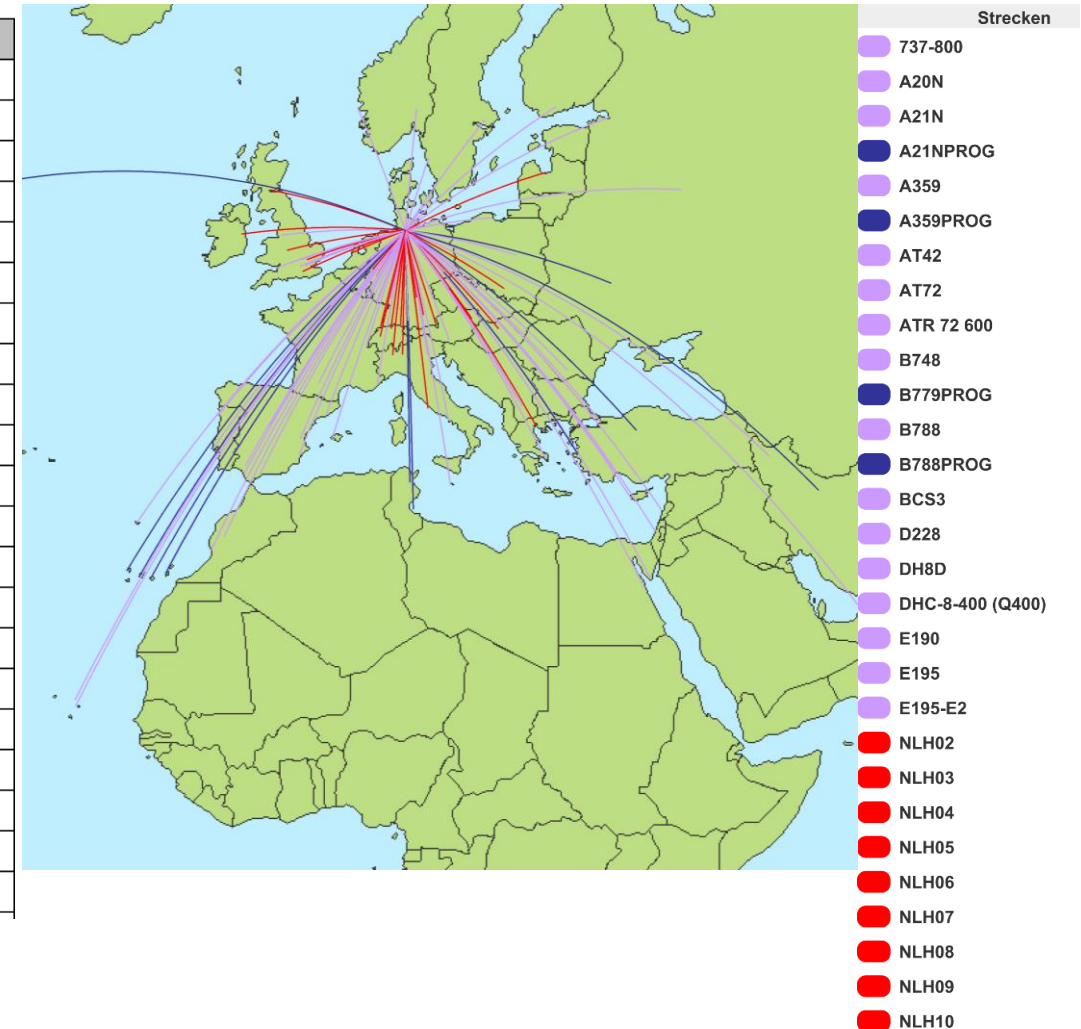 Strecken
737-800
A20N
A21N
A21NPROG
A359
A359PROG
AT42
AT72
ATR 72 600
B748
B779PROG
B788
B788PROG
BCS3
D228
DH8D
DHC-8-400 (Q400)
E190
E195
E195-E2
NLH02
NLH03
NLH04
NLH05
NLH06
NLH07
NLH08
NLH09
NLH10